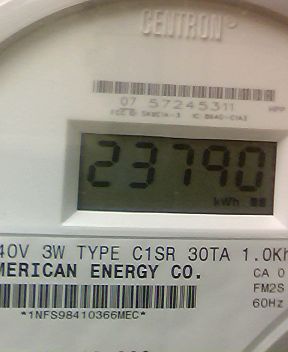 CENTRON
07 57245311
23790
kWh
40V 3W TYPE C1SR 30TA 1.0Kh
MERICAN ENERGY CO.
CA 0
FM2S
60Hz
*1NFS98410366MEC*